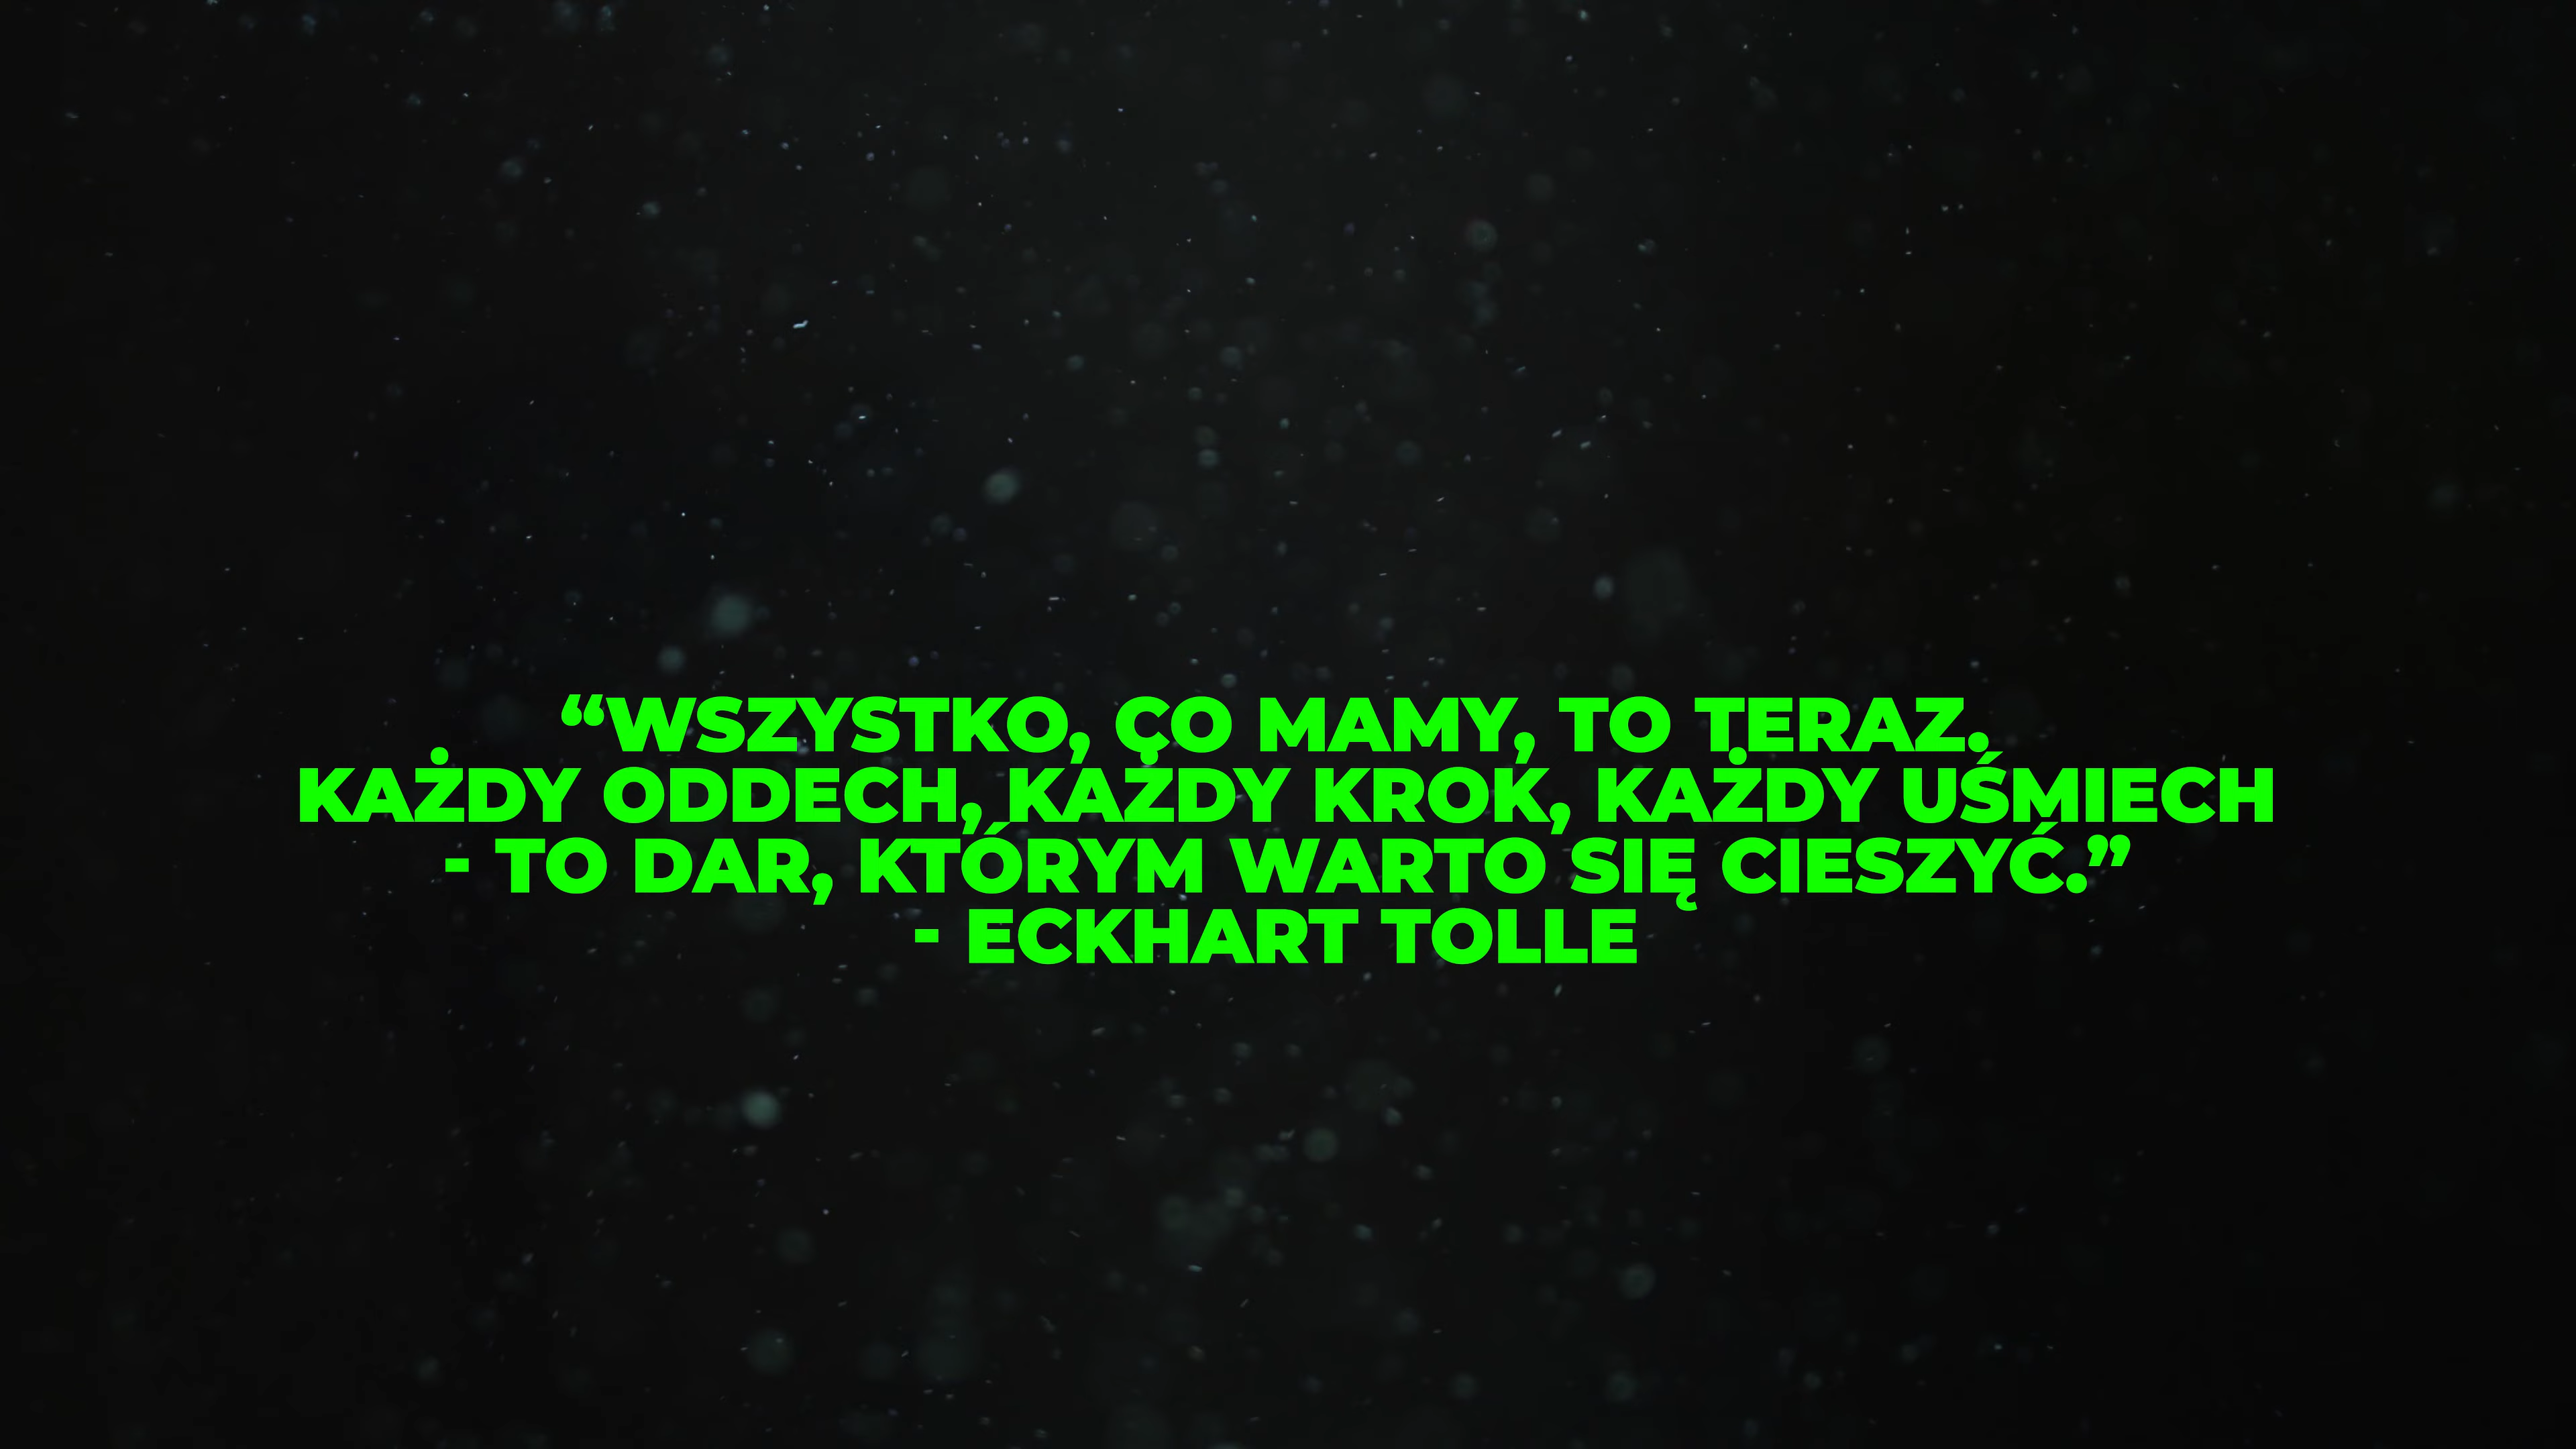 “WSZYSTKO, CO MAMY, TO TERAZ.
KAŻDY ODDECH, KAŻDY KROK, KAŻDY UŚMIECH
- TO DAR, KTÓRYM WARTO SIĘ CIESZYĆ.”
- ECKHART TOLLE